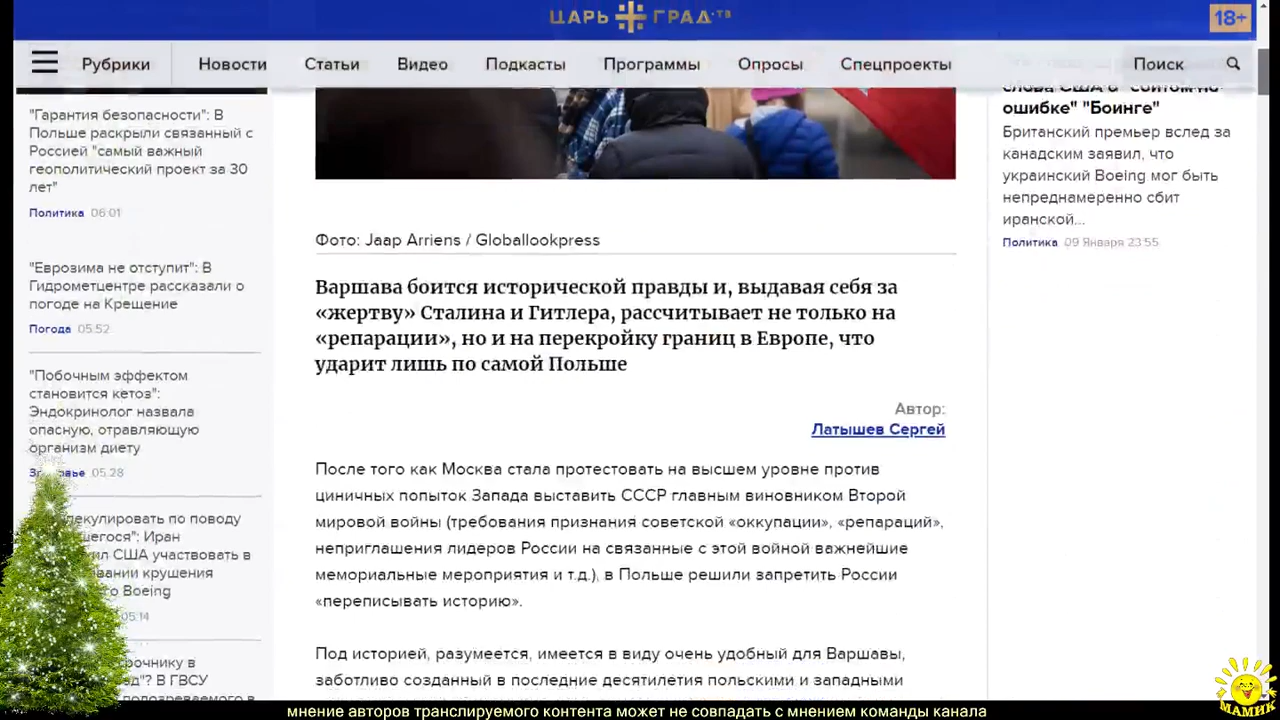 ЦАРЬ ГРАД·ТВ
18+
Рубрики
Новости
Статьи
Видео
Подкасты
Программы
Опросы
Спецпроекты
Поиск
"Гарантия безопасности": В
Польше раскрыли связанный с
Россией "самый важный
геополитический проект за 30
лет"
Политика 06:01
"Еврозима не отступит": В
Гидрометцентре рассказали о
погоде на Крещение
Погода 05:52
"Побочным эффектом
становится кетоз":
Эндокринолог назвала
опасную, отравляющую
организм диету
05:28
по поводу
Иран
США участвовать в
крушения
Boeing
05:14
в
В ГВСУ
в
Фото: Jaap Arriens / Globallookpress
Варшава боится исторической правды и, выдавая себя за
«жертву» Сталина и Гитлера, рассчитывает не только на
«репарации», но и на перекройку границ в Европе, что
ударит лишь по самой Польше
Автор:
Латышев Сергей
После того как Москва стала протестовать на высшем уровне против
циничных попыток Запада выставить СССР главным виновником Второй
мировой войны (требования признания советской «оккупации», «репараций»,
неприглашения лидеров России на связанные с этой войной важнейшие
мемориальные мероприятия и т.д.), в Польше решили запретить России
«переписывать историю».
Под историей, разумеется, имеется в виду очень удобный для Варшавы,
заботливо созданный в последние десятилетия польскими и западными
ошибке" "Боинге"
Британский премьер вслед за
канадским заявил, что
украинский Boeing мог быть
непреднамеренно сбит
иранской...
Политика 09 Января 23:55
МАМИК
мнение авторов транслируемого контента может не совпадать с мнением команды канала